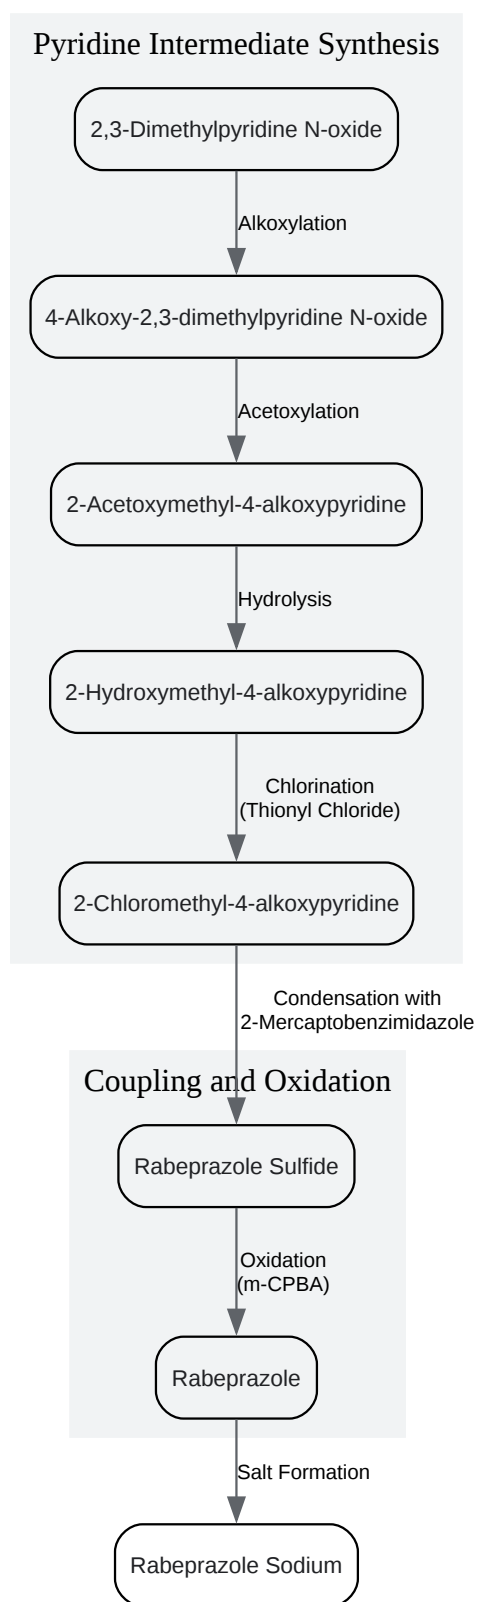 Pyridine Intermediate Synthesis
2,3-Dimethylpyridine N-oxide
Alkoxylation
4-Alkoxy-2,3-dimethylpyridine N-oxide
Acetoxylation
2-Acetoxymethyl-4-alkoxypyridine
Hydrolysis
2-Hydroxymethyl-4-alkoxypyridine
Chlorination
(Thionyl Chloride)
2-Chloromethyl-4-alkoxypyridine
Condensation with
2-Mercaptobenzimidazole
Coupling and Oxidation
Rabeprazole Sulfide
Oxidation
(m-CPBA)
Rabeprazole
Salt Formation
Rabeprazole Sodium